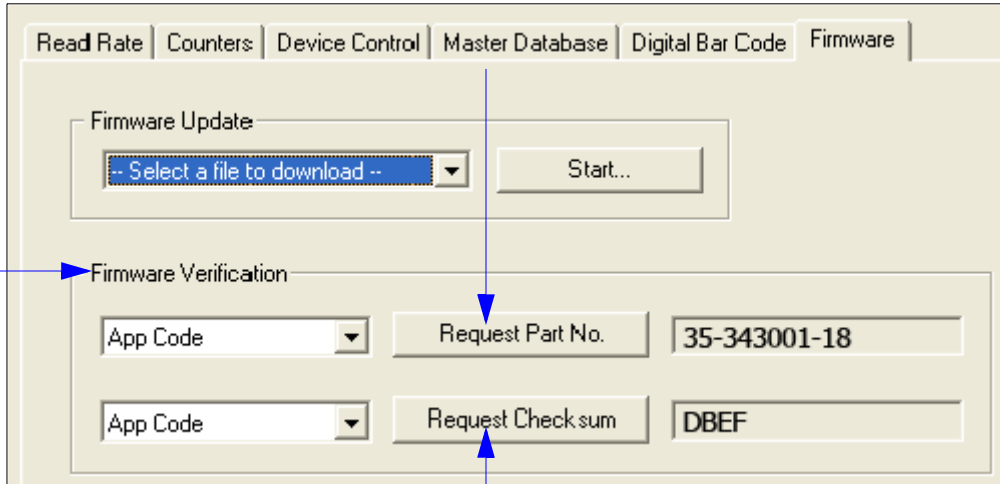 Read Rate Counters Device Control Master Database Digital Bar Code Firmware
Firmware Update
-- Select a file to download -- Start...
Firmware Verification
App Code Request Part No. 35-343001-18
App Code Request Checksum DBEF